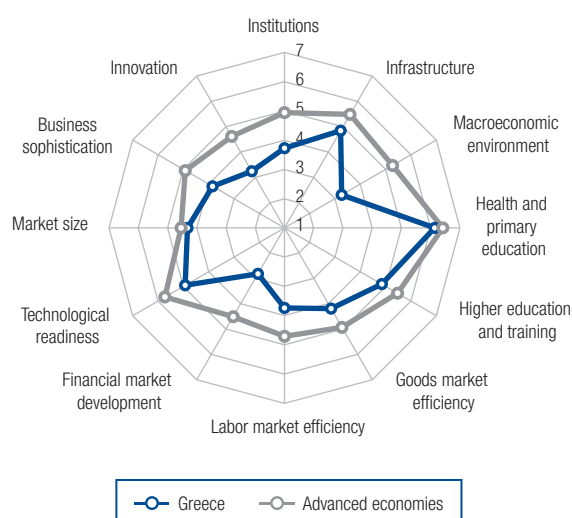 Institutions
7
6
5
4
3
2
1
Infrastructure
Macroeconomic
environment
Health and
primary
education
Higher education
and training
Goods market
efficiency
Labor market efficiency
Financial market
development
Technological
readiness
Market size
Business
sophistication
Innovation
Greece
Advanced economies